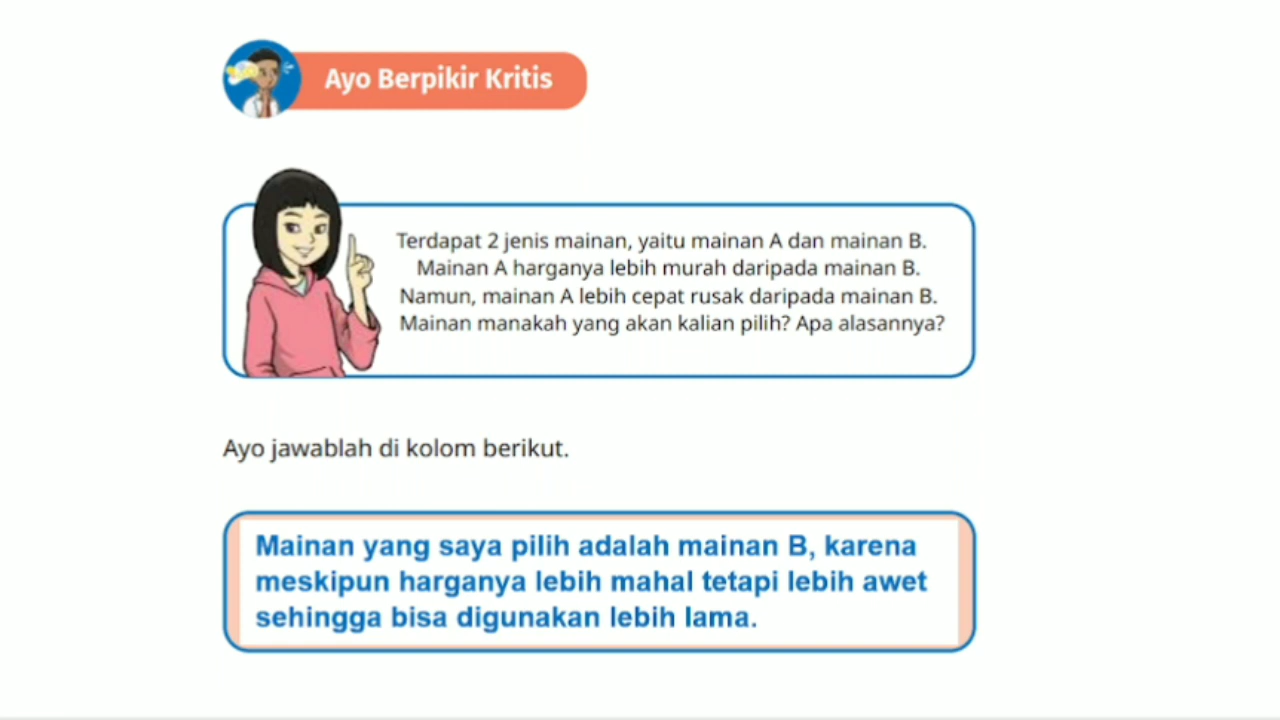 Ayo Berpikir Kritis
Terdapat 2 jenis mainan, yaitu mainan A dan mainan B.
Mainan A harganya lebih murah daripada mainan B.
Namun, mainan A lebih cepat rusak daripada mainan B.
Mainan manakah yang akan kalian pilih? Apa alasannya?
Ayo jawablah di kolom berikut.
Mainan yang saya pilih adalah mainan B, karena
meskipun harganya lebih mahal tetapi lebih awet
sehingga bisa digunakan lebih lama.